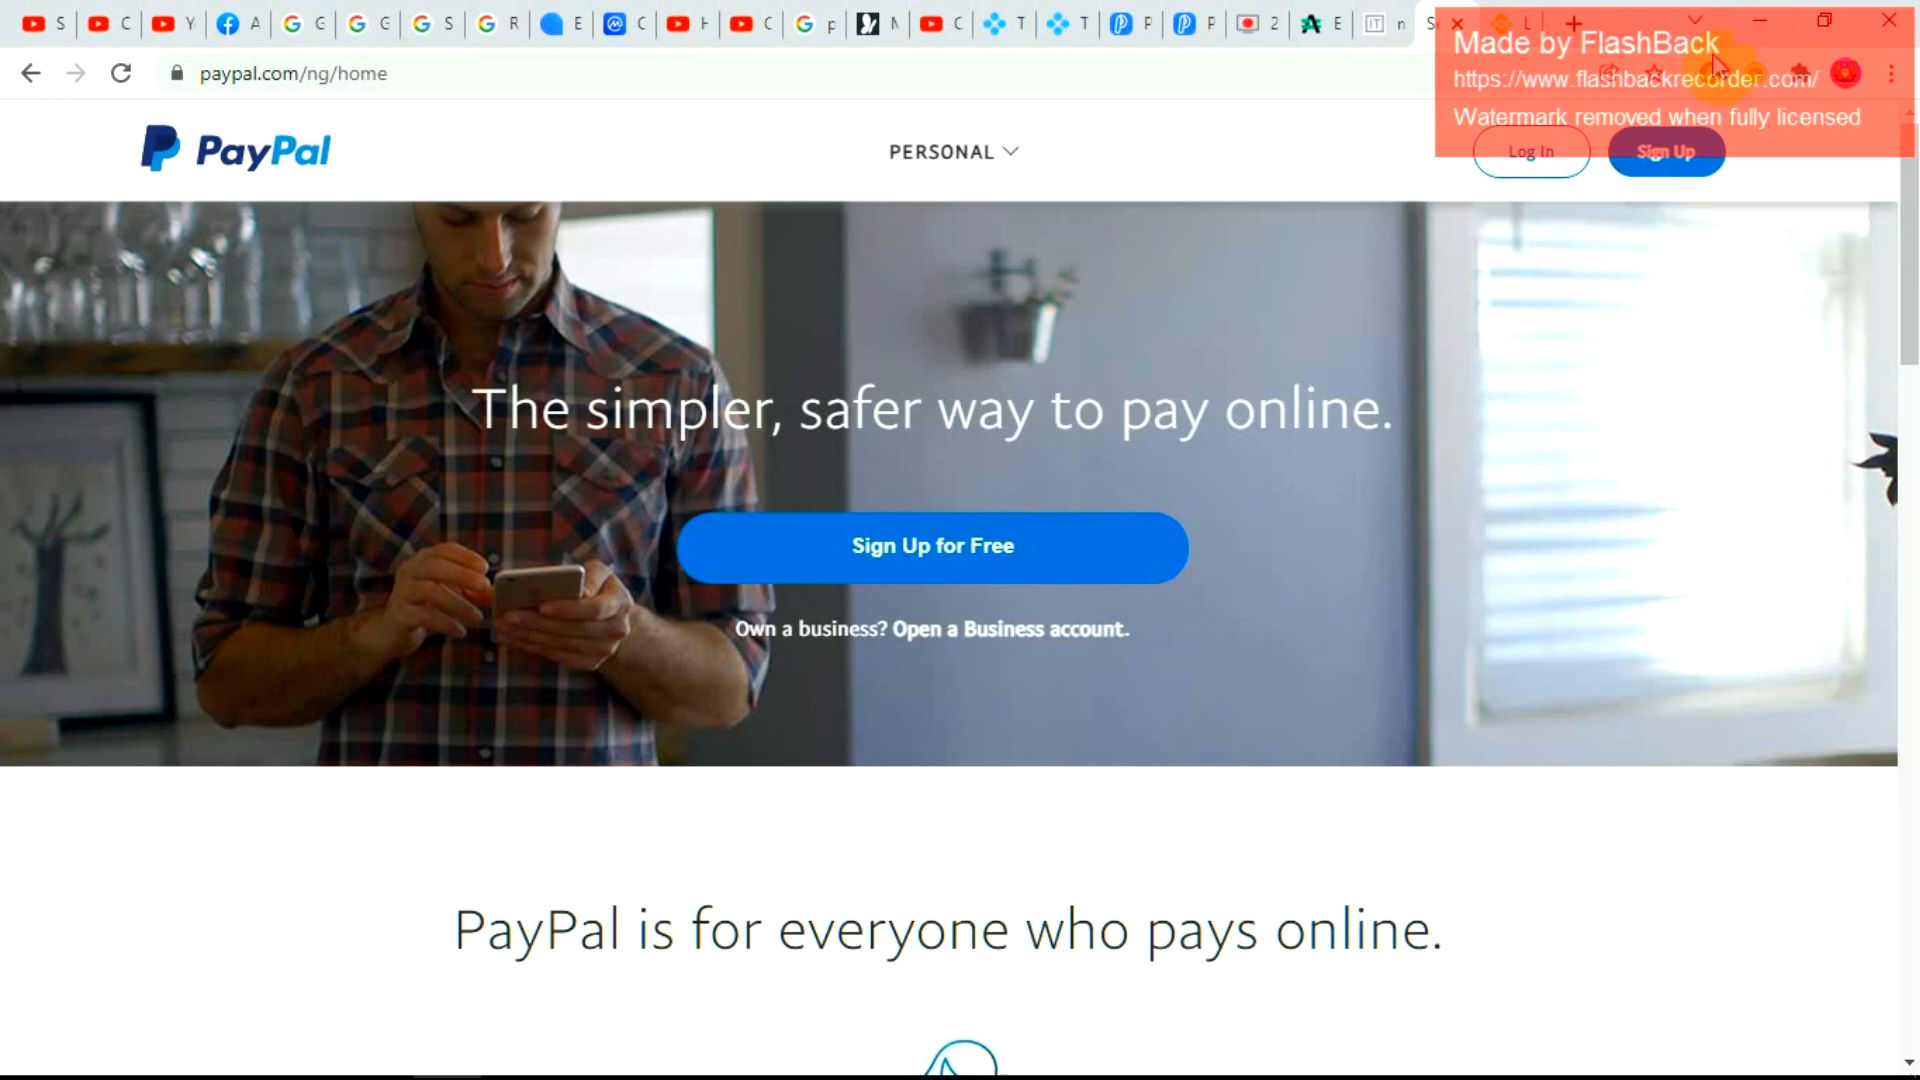 S
C
Y
A
G
G
S
R
E
C
H
C
p
N
C
T
T
P
P
2
E
n
S
L
Made by FlashBack
https://www.flashbackrecorder.com/
Watermark removed when fully licensed
paypal.com/ng/home
PayPal
PERSONAL
Log In
Sign Up
The simpler, safer way to pay online.
Sign Up for Free
Own a business? Open a Business account.
PayPal is for everyone who pays online.